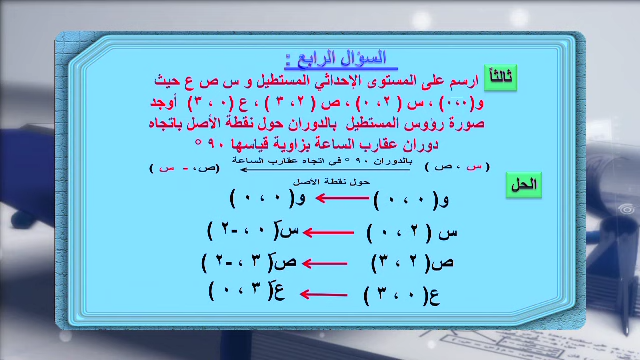 السؤال الرابع :
ثالثاً
ارسم على المستوى الإحداثي المستطيل و س ص ع حيث
و(٠،٠) ، س ( ٢ ، ٠) ، ص ( ٢ ، ٣ ) ، ع (٠ ، ٣) أوجد
صورة رؤوس المستطيل بالدوران حول نقطة الأصل باتجاه
دوران عقارب الساعة بزاوية قياسها ٩٠ °
( س ، ص ) بالدوران ٩٠ ° فى اتجاه عقارب الساعة (ص، - س )
حول نقطة الأصل
الحل
و( ٠ ، ٠ ) و( ٠ ، ٠ )
س ( ٢ ، ٠ ) سَ( ٠ ، -٢ )
ص( ٢ ، ٣) صَ( ٣ ، -٢ )
ع( ٠ ، ٣ ) عَ( ٣ ، ٠ )